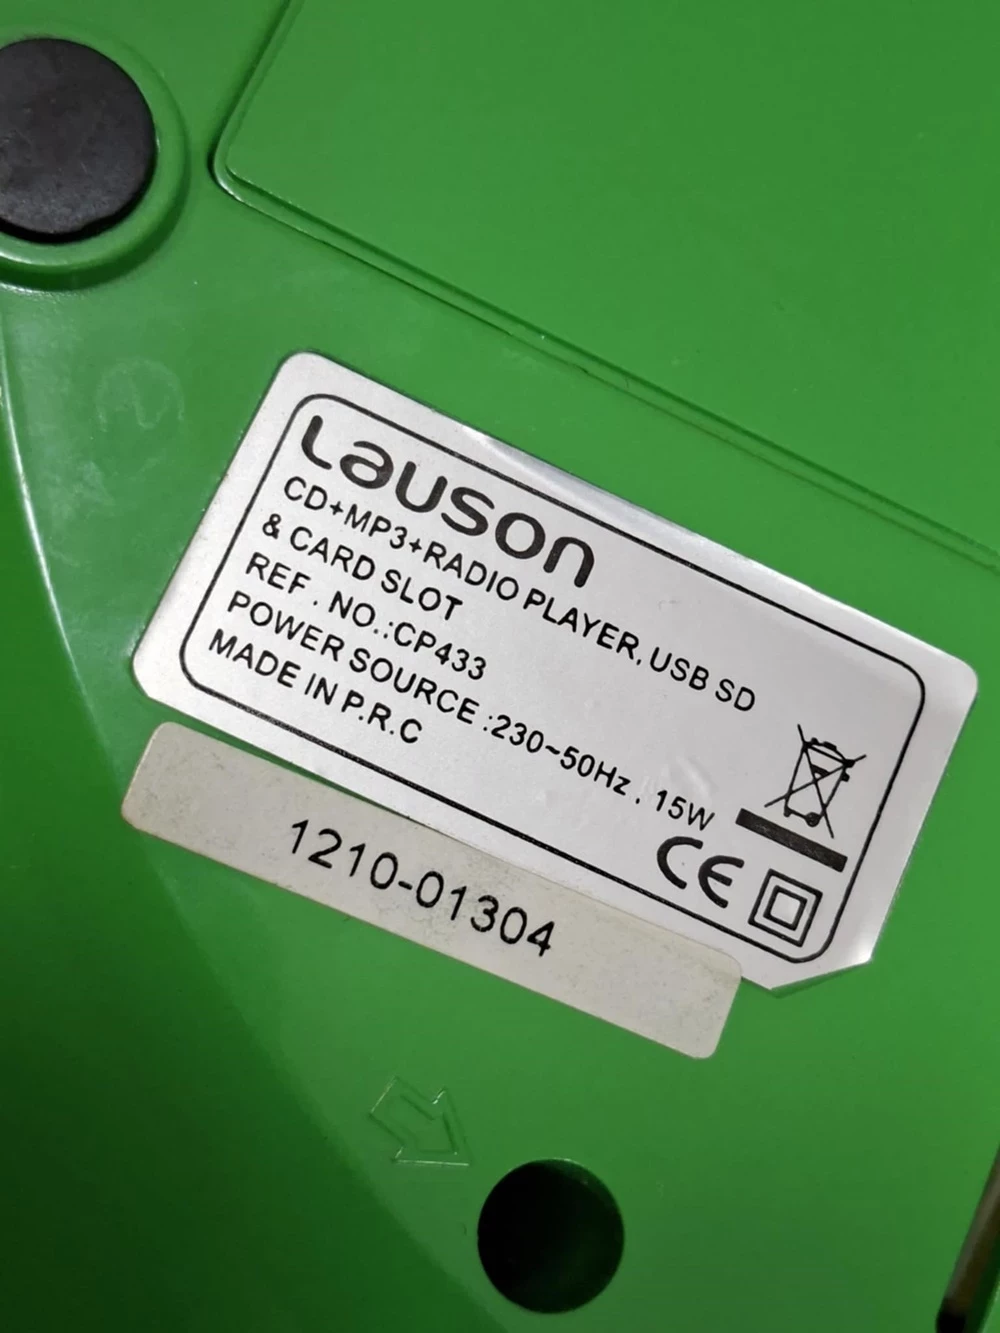 Lauson
CD+MP3+RADIO PLAYER, USB SD
& CARD SLOT
REF . NO.:CP433
POWER SOURCE :230~50Hz , 15W
MADE IN P.R.C
CE
1210-01304